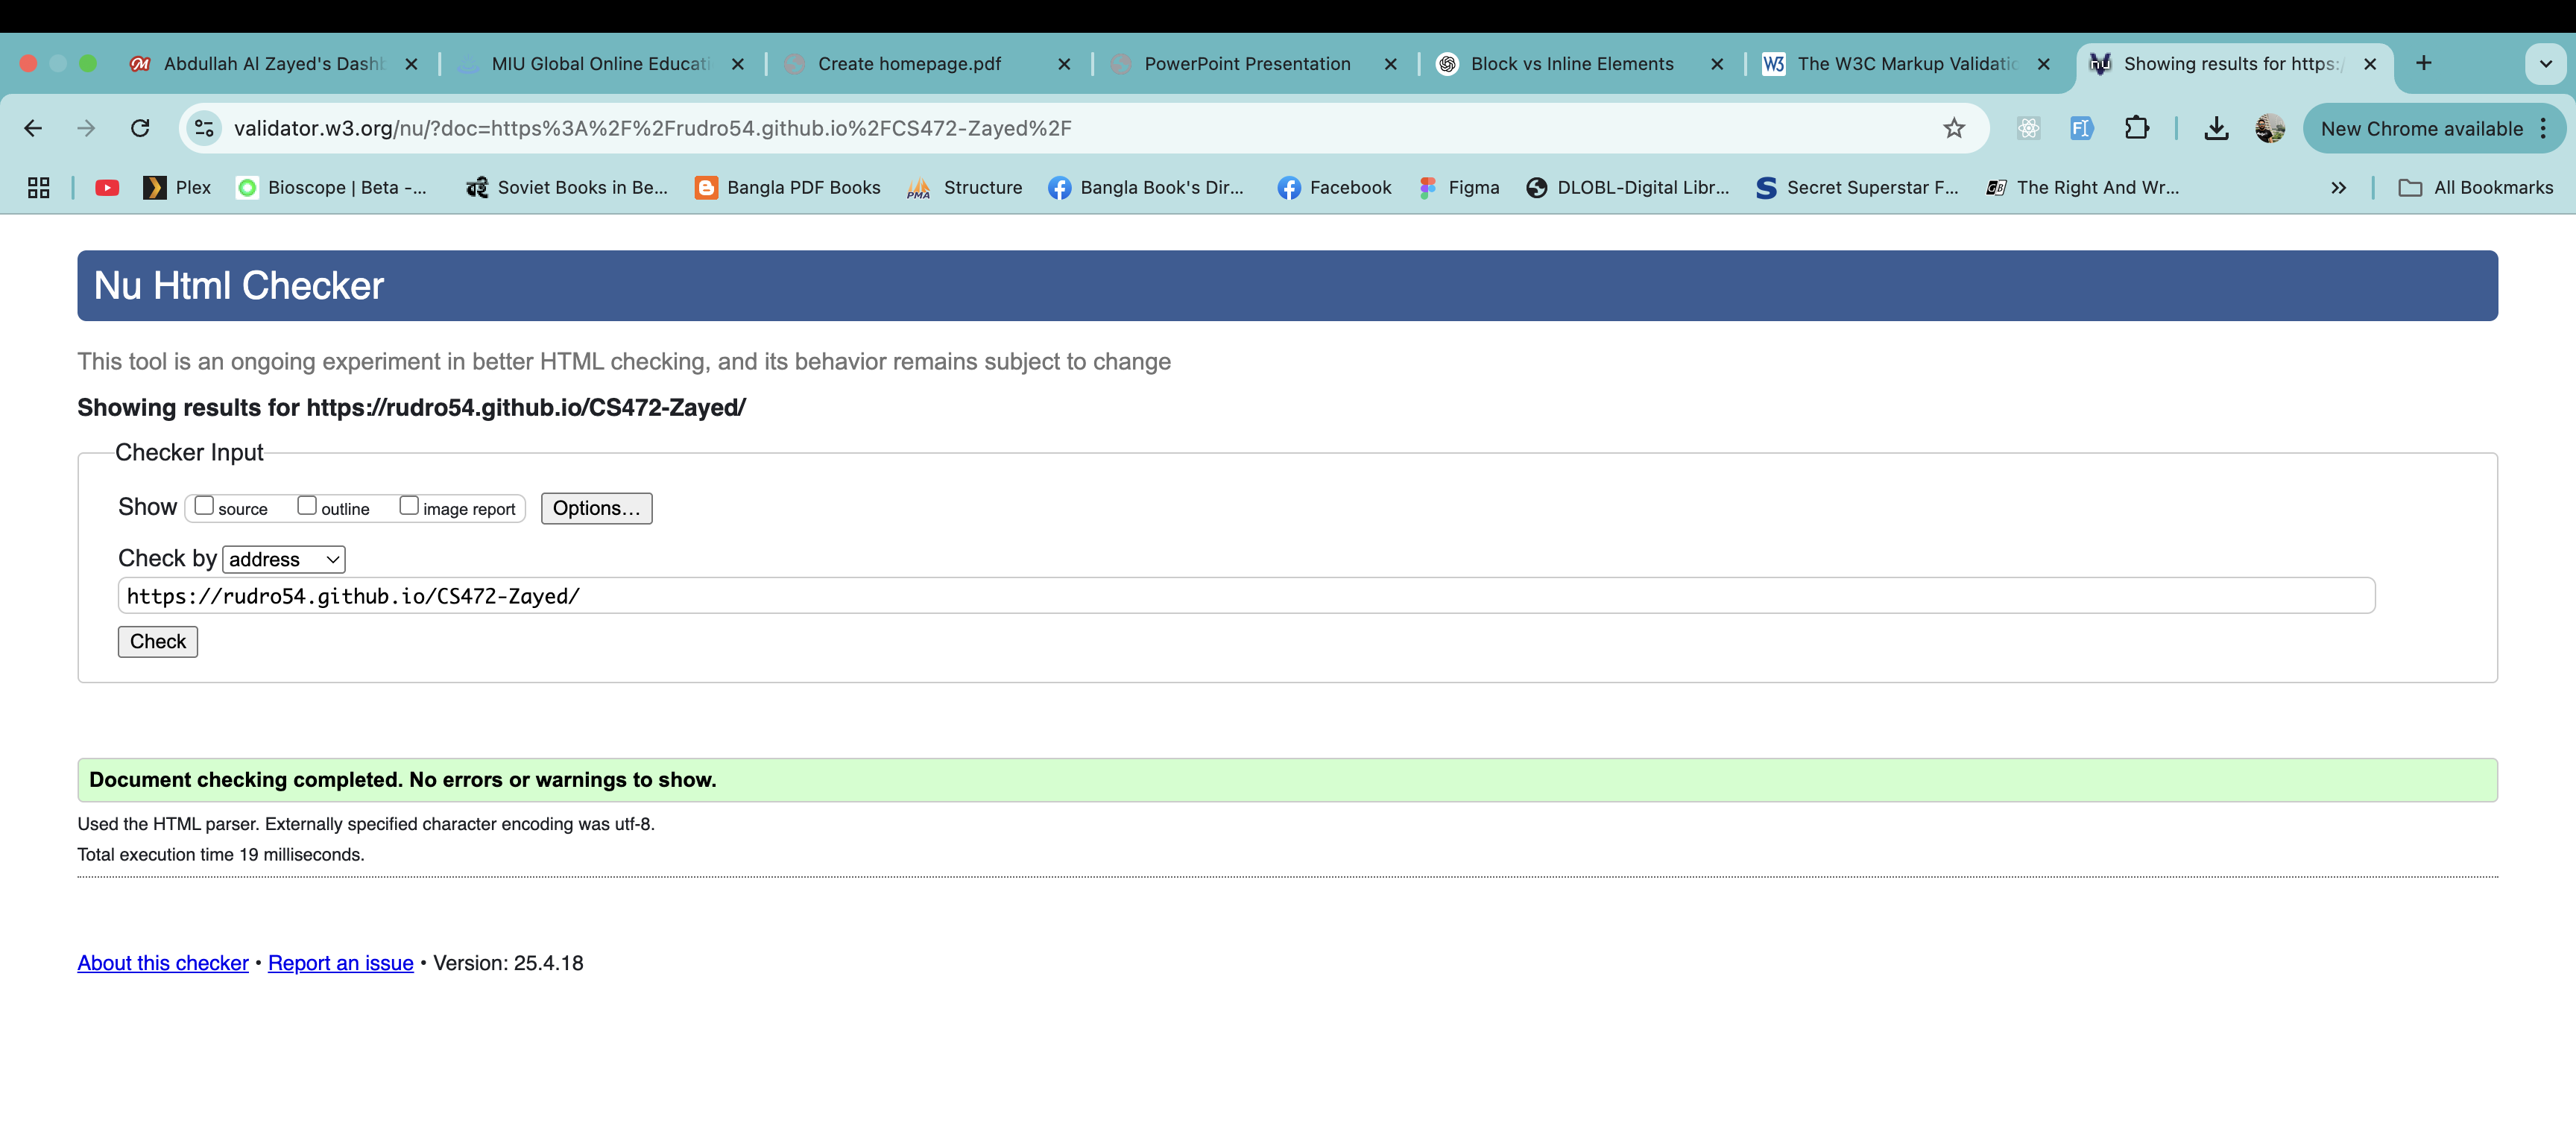 Abdullah Al Zayed's Dashb
MIU Global Online Educati
Create homepage.pdf
PowerPoint Presentation
Block vs Inline Elements
W3 The W3C Markup Validatio
nu Showing results for https:/
validator.w3.org/nu/?doc=https%3A%2F%2Frudro54.github.io%2FCS472-Zayed%2F
New Chrome available
Plex
Bioscope | Beta -...
Soviet Books in Be...
Bangla PDF Books
PMA Structure
Bangla Book's Dir...
Facebook
Figma
DLOBL-Digital Libr...
Secret Superstar F...
The Right And Wr...
All Bookmarks
Nu Html Checker
This tool is an ongoing experiment in better HTML checking, and its behavior remains subject to change
Showing results for https://rudro54.github.io/CS472-Zayed/
Checker Input
Show source outline image report Options...
Check by address
https://rudro54.github.io/CS472-Zayed/
Check
Document checking completed. No errors or warnings to show.
Used the HTML parser. Externally specified character encoding was utf-8.
Total execution time 19 milliseconds.
About this checker • Report an issue • Version: 25.4.18